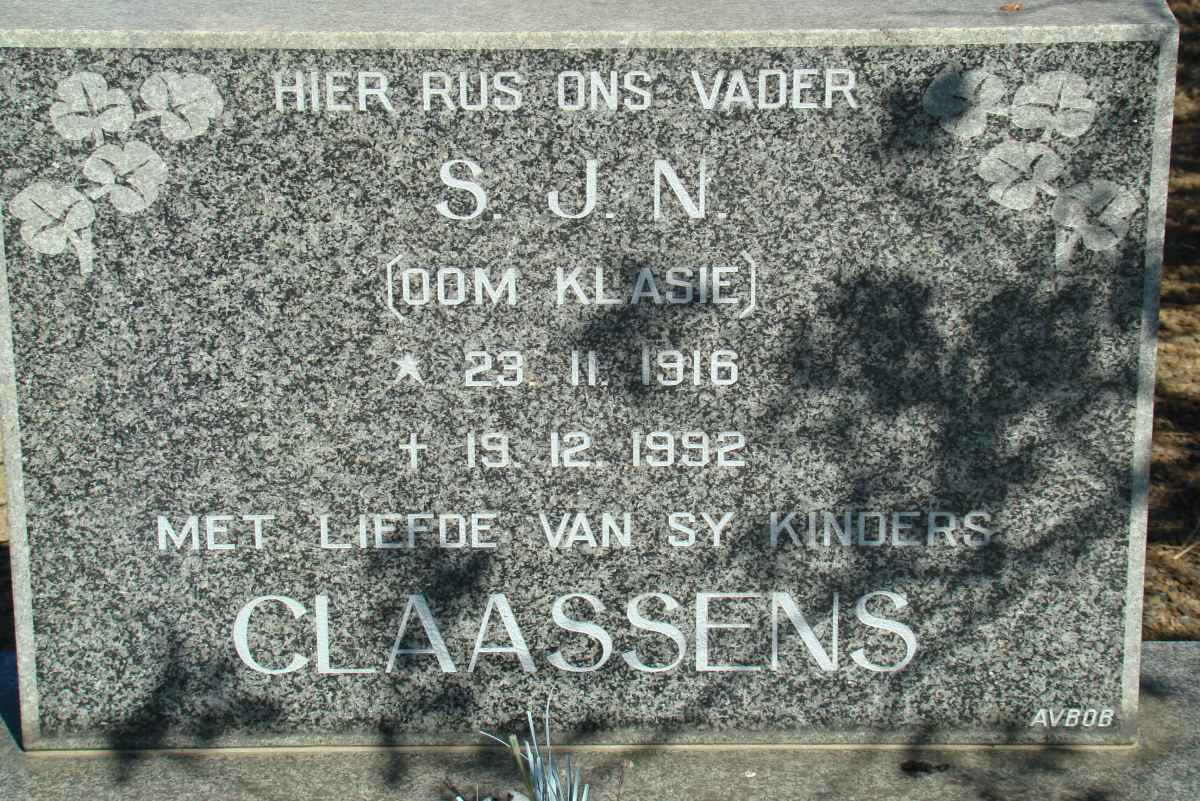 HIER RUS ONS VADER
S. J. N.
(OOM KLASIE)
★ 23. 11. 1916
✝ 19. 12. 1992
MET LIEFDE VAN SY KINDERS
CLAASSENS
AVBOB